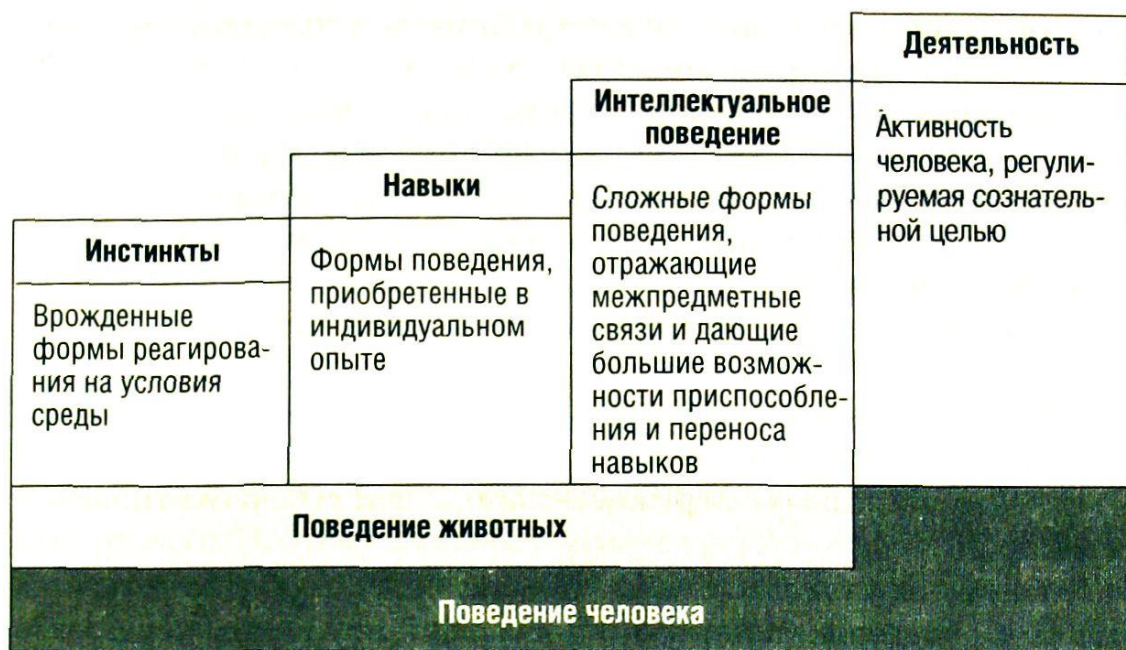 Инстинкты
Врожденные
формы реагирова-
ния на условия
среды
Навыки
Формы поведения,
приобретенные в
индивидуальном
опыте
Интеллектуальное
поведение
Сложные формы
поведения,
отражающие
межпредметные
связи и дающие
большие возмож-
ности приспособле-
ния и переноса
навыков
Деятельность
Активность
человека, регули-
руемая сознатель-
ной целью
Поведение животных
Поведение человека